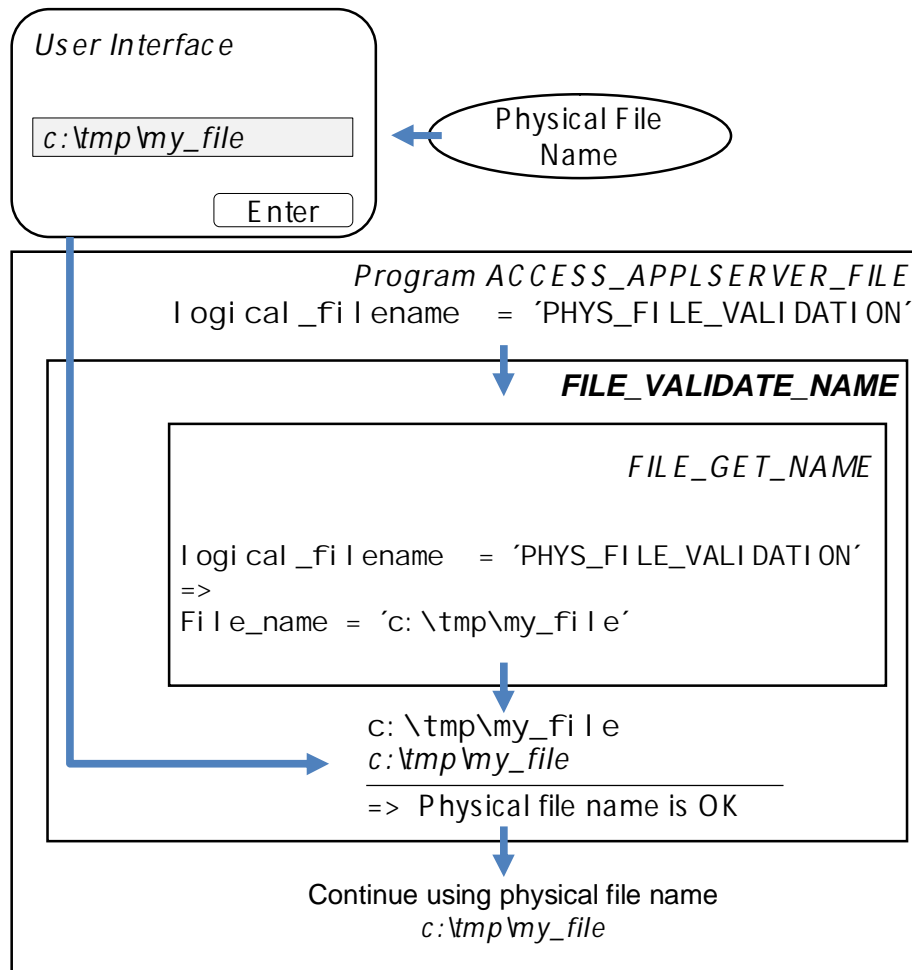 User Interface
c:\tmp\my_file
Physical File
Name
Enter
Program ACCESS_APPLSERVER_FILE
logical_filename = ´PHYS_FILE_VALIDATION´
FILE_VALIDATE_NAME
FILE_GET_NAME
logical_filename = ´PHYS_FILE_VALIDATION´
=>
File_name = ´c:\tmp\my_file´
c:\tmp\my_file
c:\tmp\my_file
=> Physical file name is OK
Continue using physical file name
c:\tmp\my_file